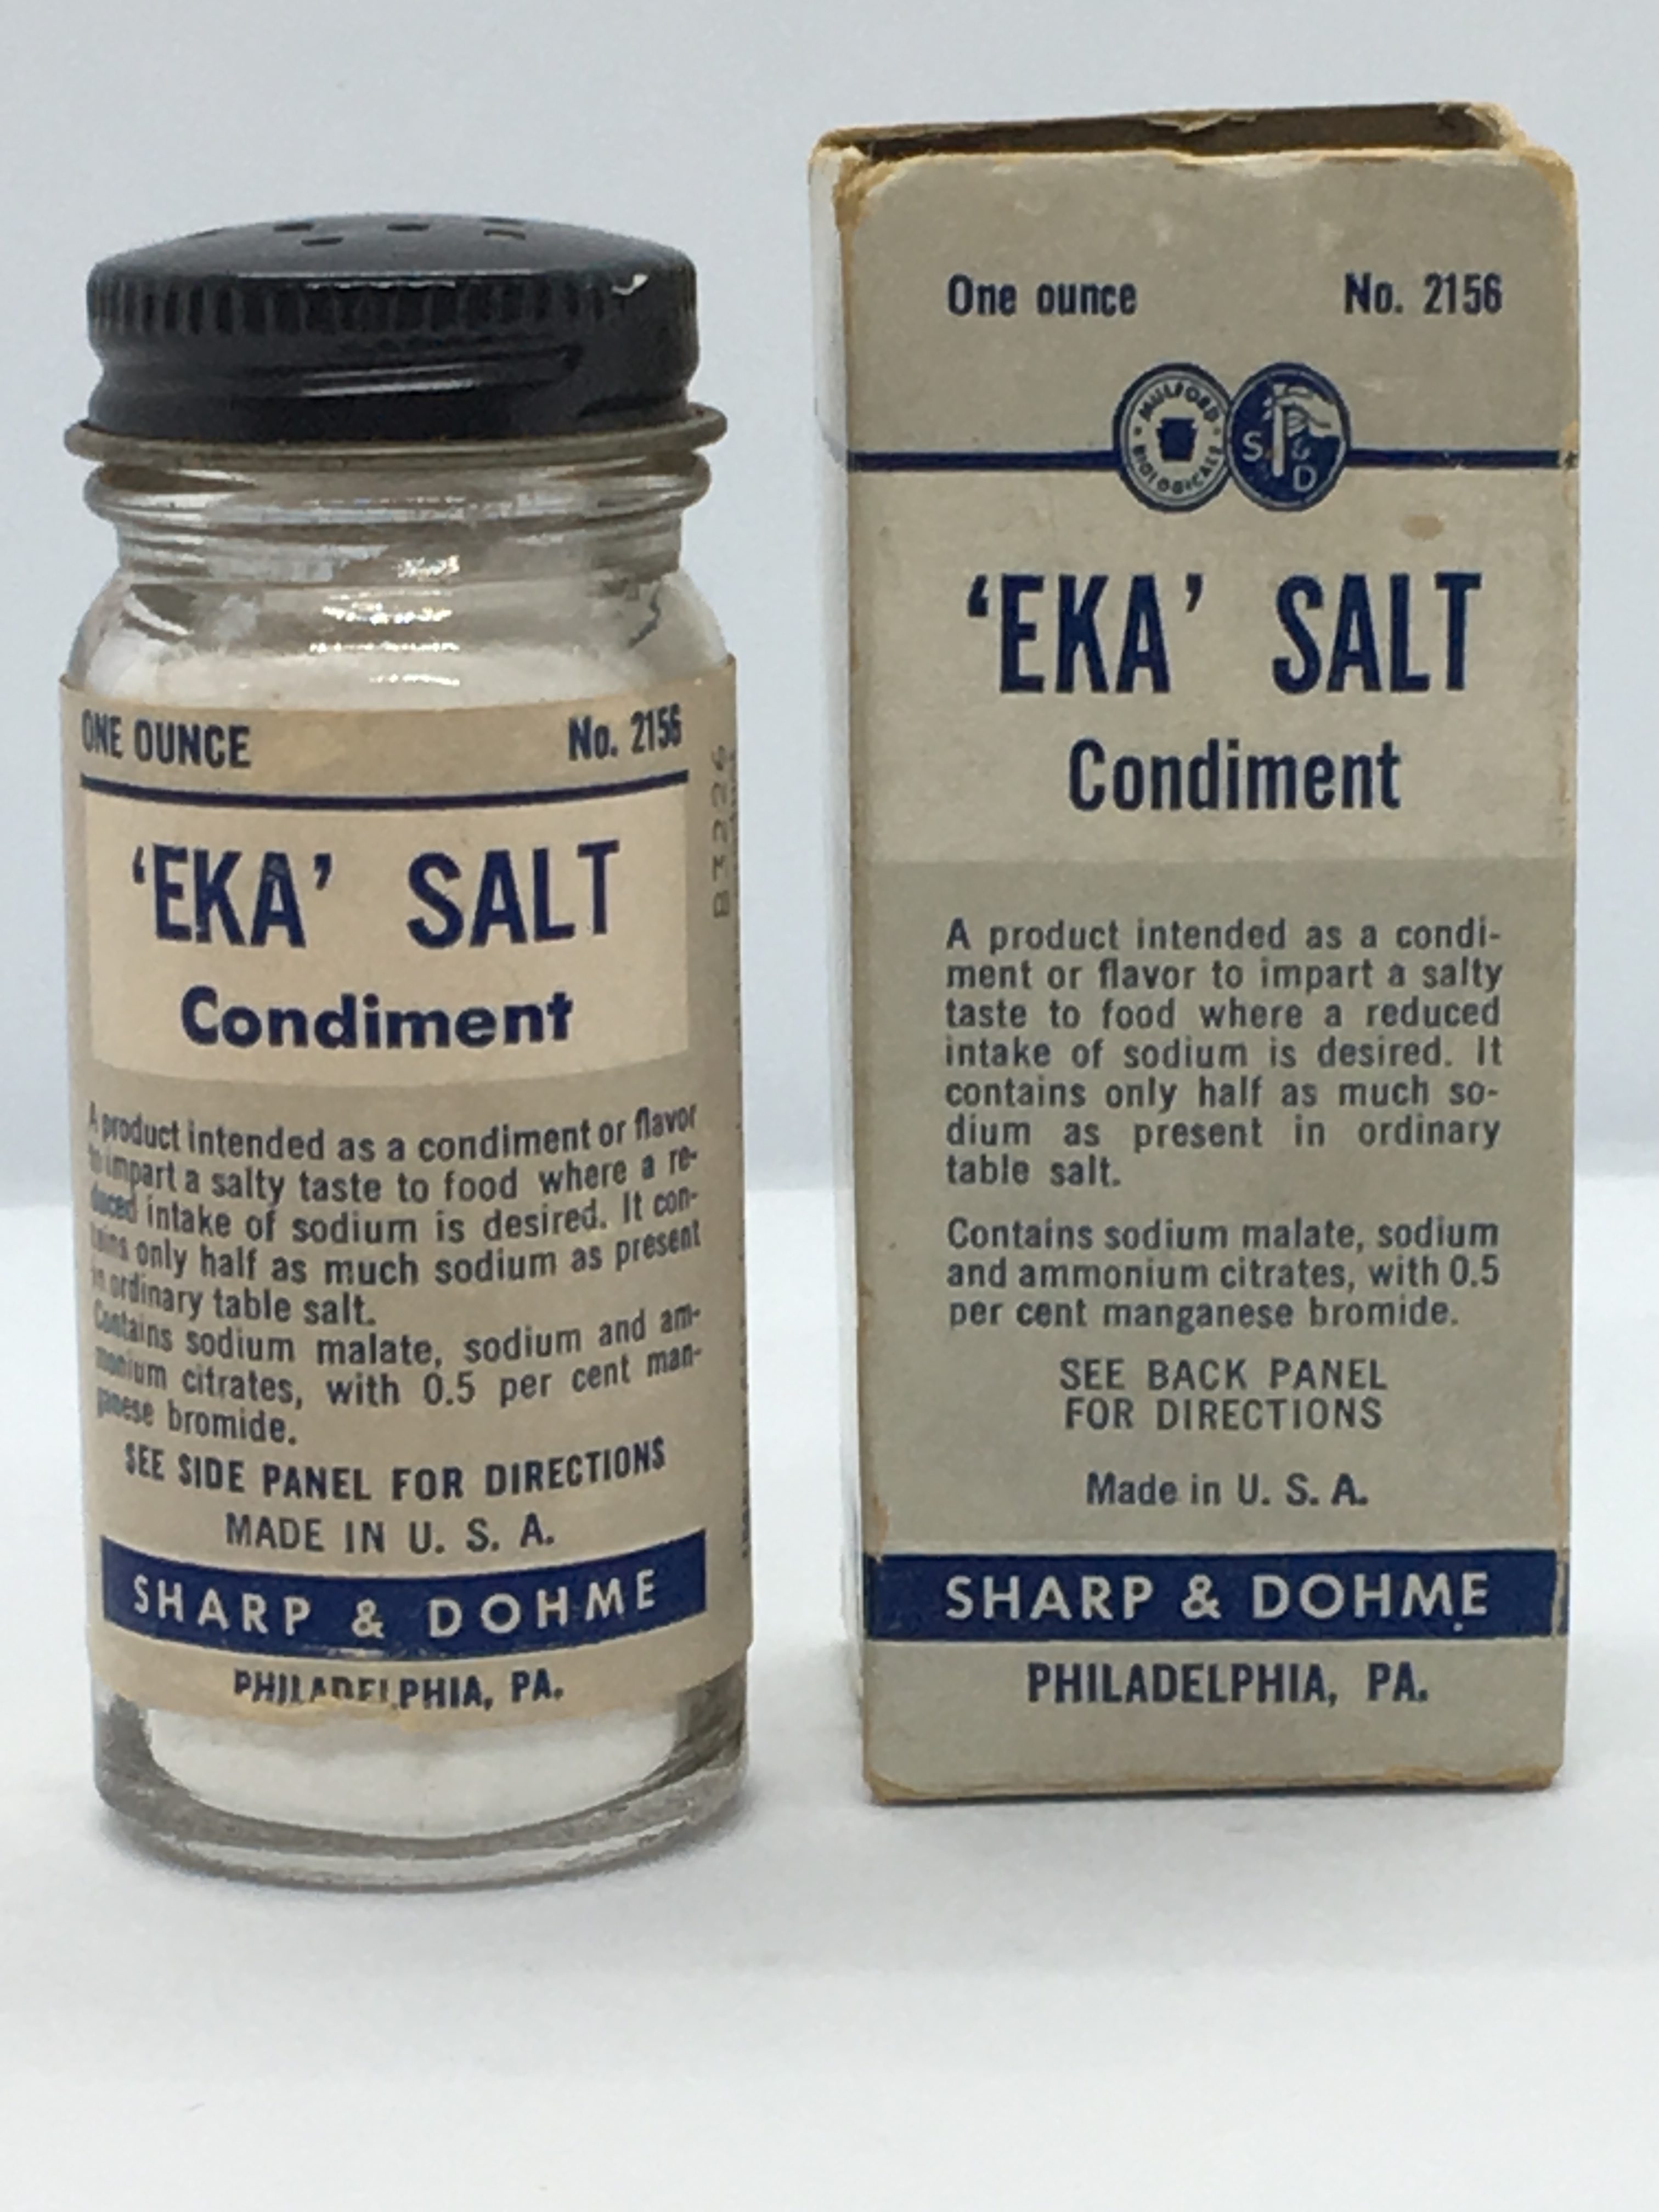 ONE OUNCE No. 2156
'EKA' SALT
Condiment
A product intended as a condiment or flavor
to impart a salty taste to food where a re-
duced intake of sodium is desired. It con-
tains only half as much sodium as present
in ordinary table salt.
Contains sodium malate, sodium and am-
monium citrates, with 0.5 per cent man-
ganese bromide.
SEE SIDE PANEL FOR DIRECTIONS
MADE IN U. S. A.
SHARP & DOHME
PHILADELPHIA, PA.
B3226
One ounce No. 2156
MULFORD
BIOLOGICALS
S & D
'EKA' SALT
Condiment
A product intended as a condi-
ment or flavor to impart a salty
taste to food where a reduced
intake of sodium is desired. It
contains only half as much so-
dium as present in ordinary
table salt.
Contains sodium malate, sodium
and ammonium citrates, with 0.5
per cent manganese bromide.
SEE BACK PANEL
FOR DIRECTIONS
Made in U. S. A.
SHARP & DOHME
PHILADELPHIA, PA.